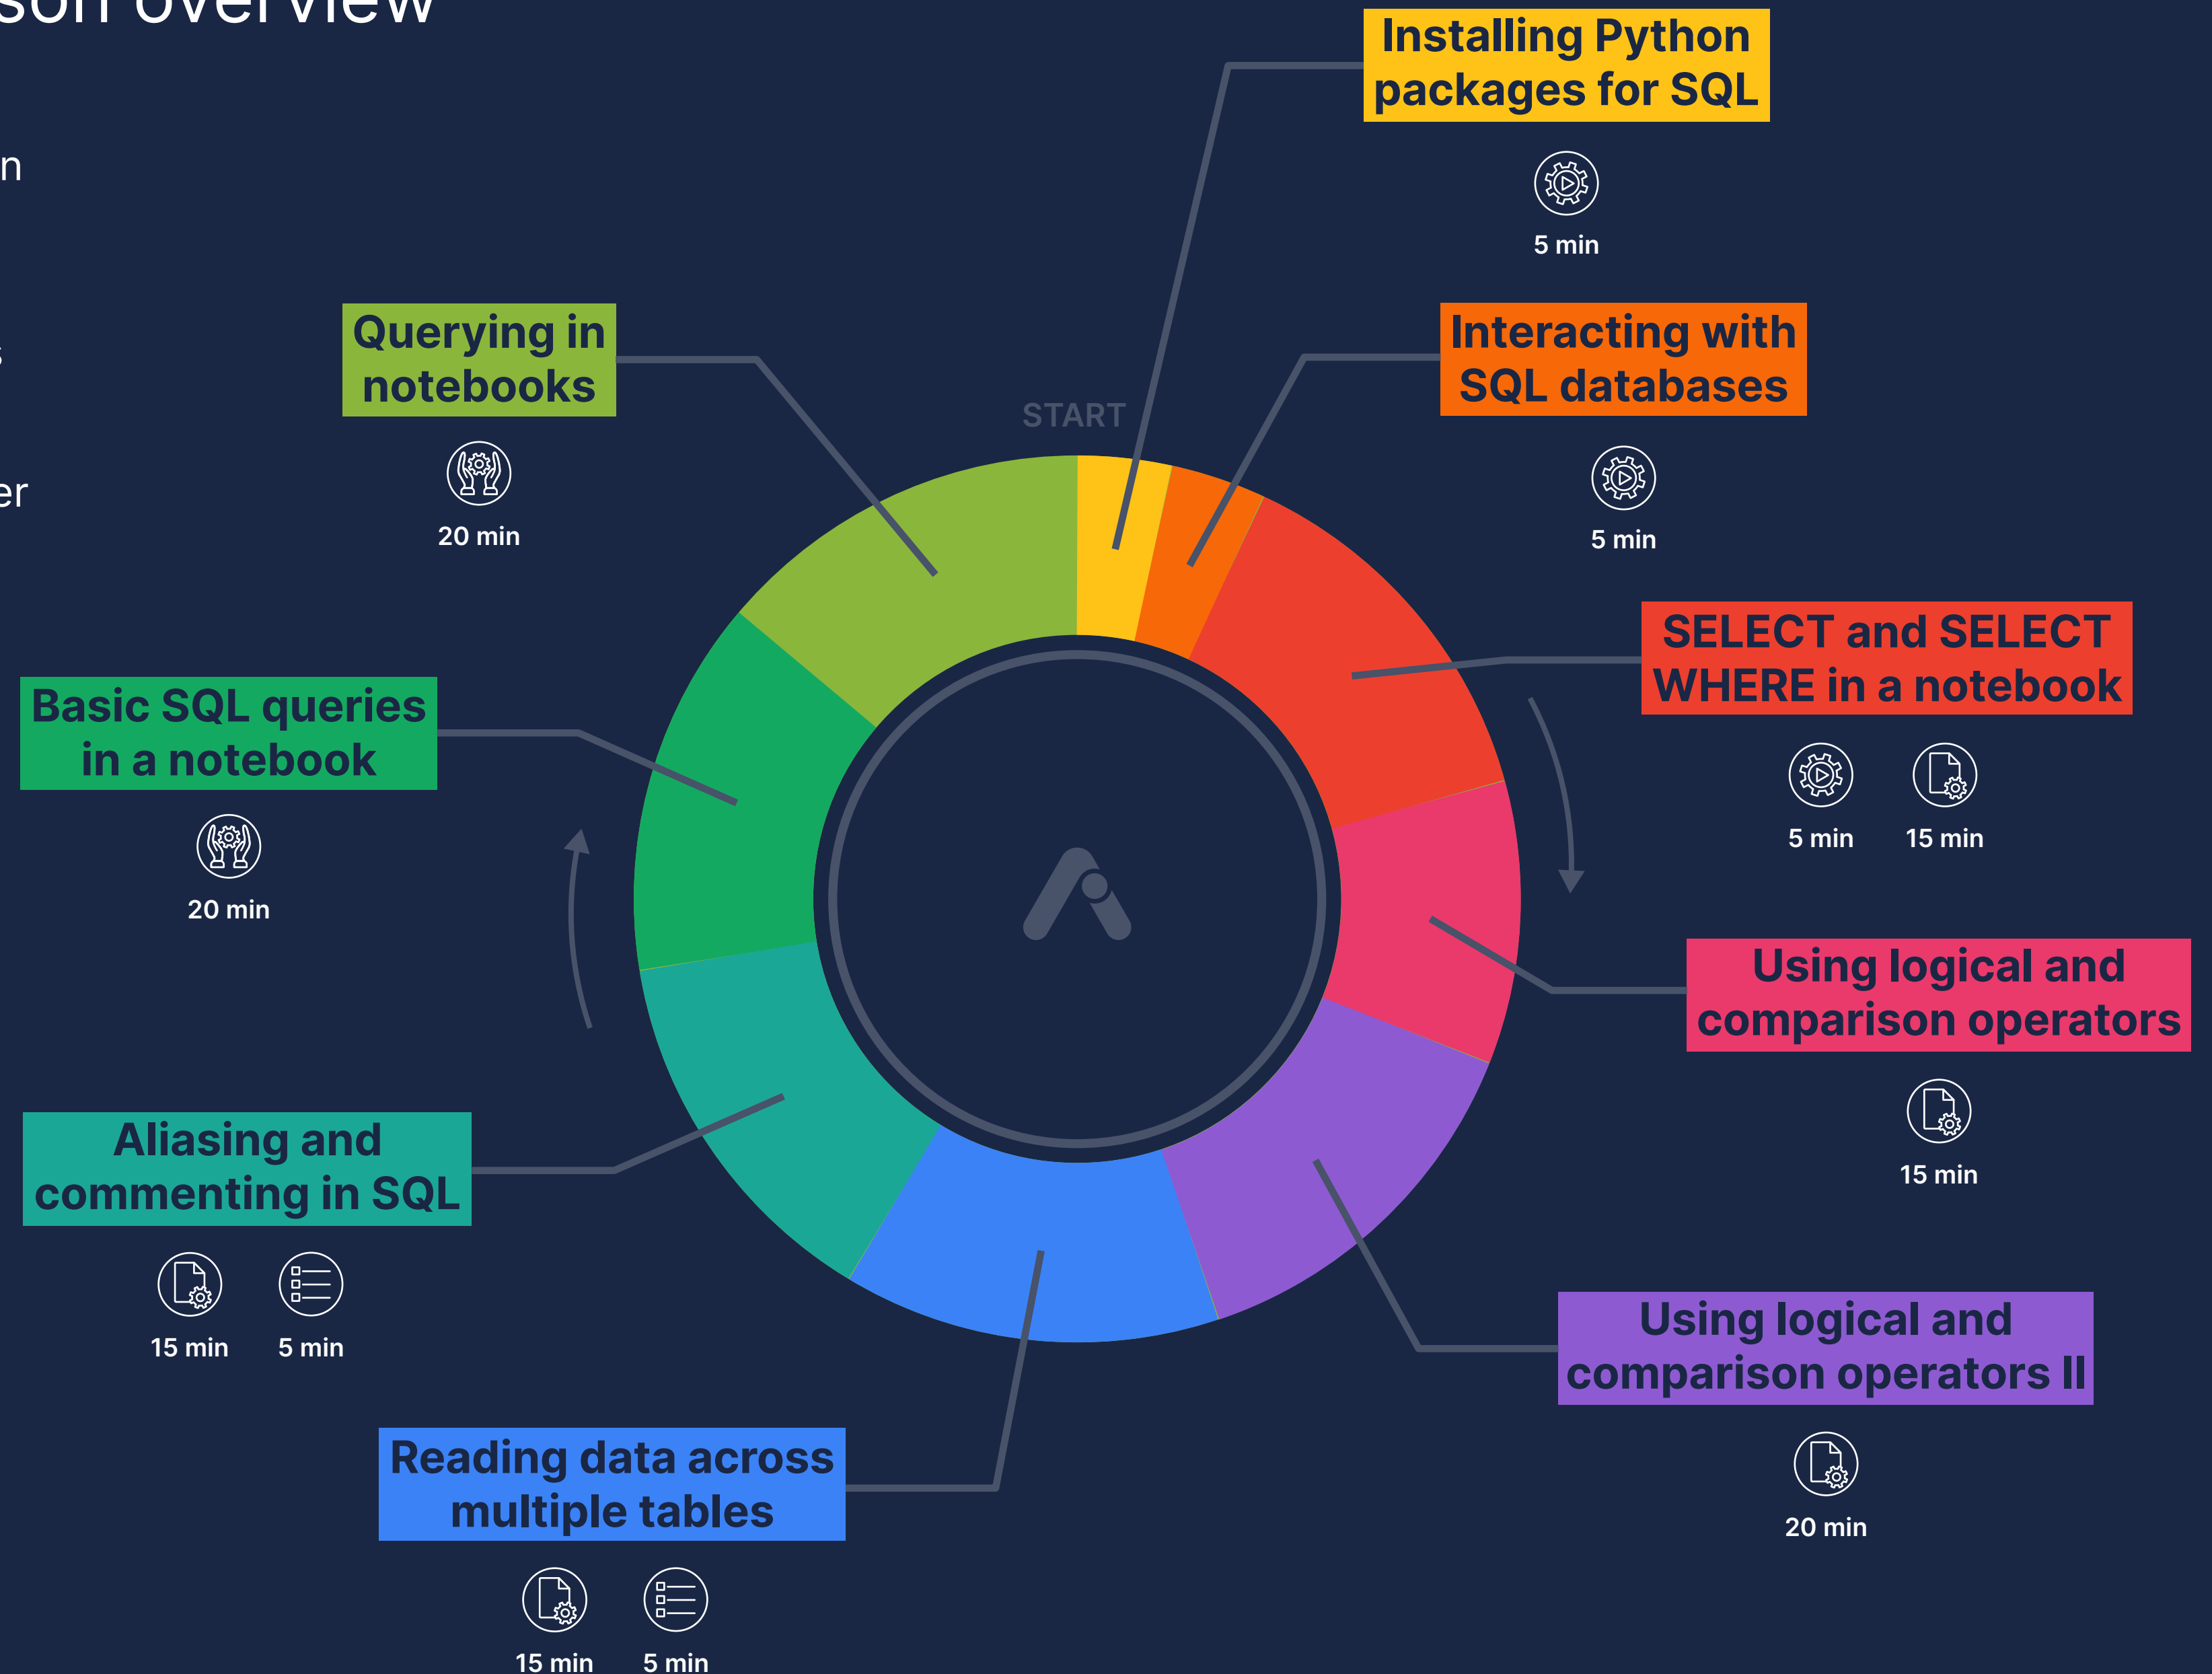 son overview
n
s
er
START
Installing Python
packages for SQL
5 min
Interacting with
SQL databases
5 min
SELECT and SELECT
WHERE in a notebook
5 min 15 min
Using logical and
comparison operators
15 min
Using logical and
comparison operators II
20 min
Reading data across
multiple tables
15 min 5 min
Aliasing and
commenting in SQL
15 min 5 min
Basic SQL queries
in a notebook
20 min
Querying in
notebooks
20 min